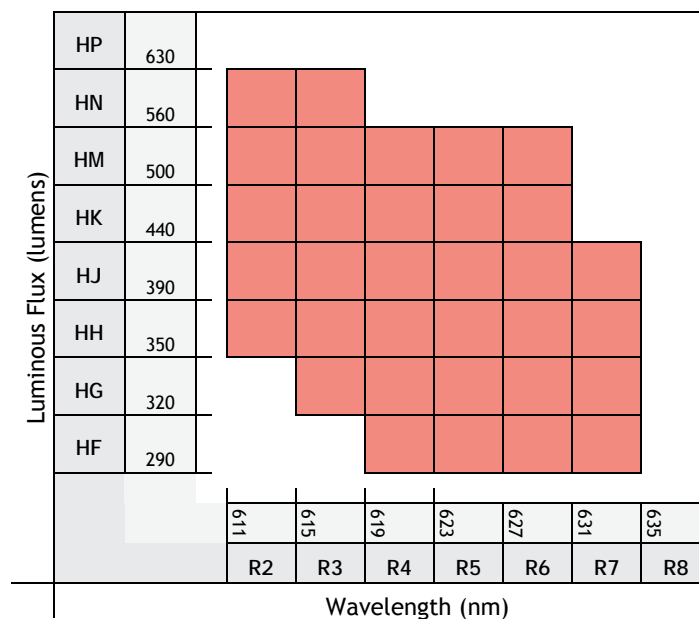 Luminous Flux (lumens)
HP 630
HN 560
HM 500
HK 440
HJ 390
HH 350
HG 320
HF 290
611 615 619 623 627 631 635
R2 R3 R4 R5 R6 R7 R8
Wavelength (nm)